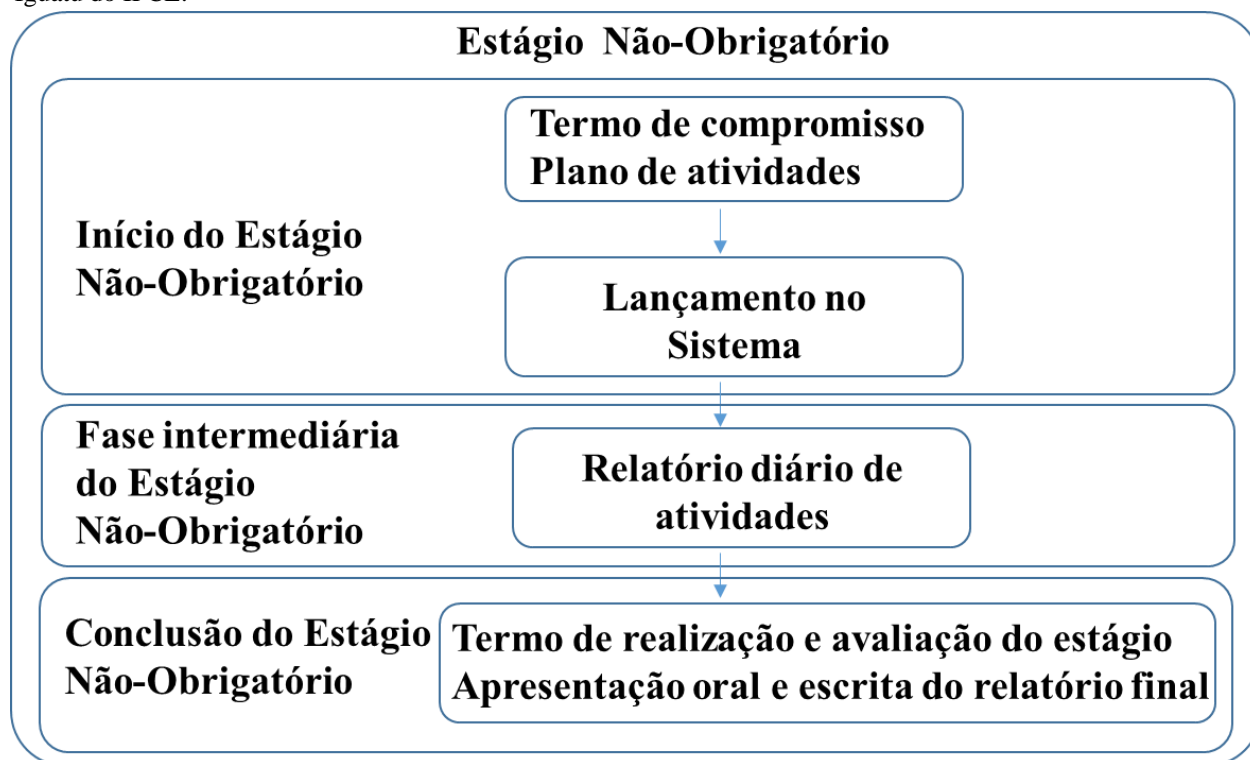 Estágio Não-Obrigatório
Termo de compromisso
Plano de atividades
Início do Estágio
Não-Obrigatório
Lançamento no
Sistema
Fase intermediária
do Estágio
Não-Obrigatório
Relatório diário de
atividades
Conclusão do Estágio
Não-Obrigatório
Termo de realização e avaliação do estágio
Apresentação oral e escrita do relatório final